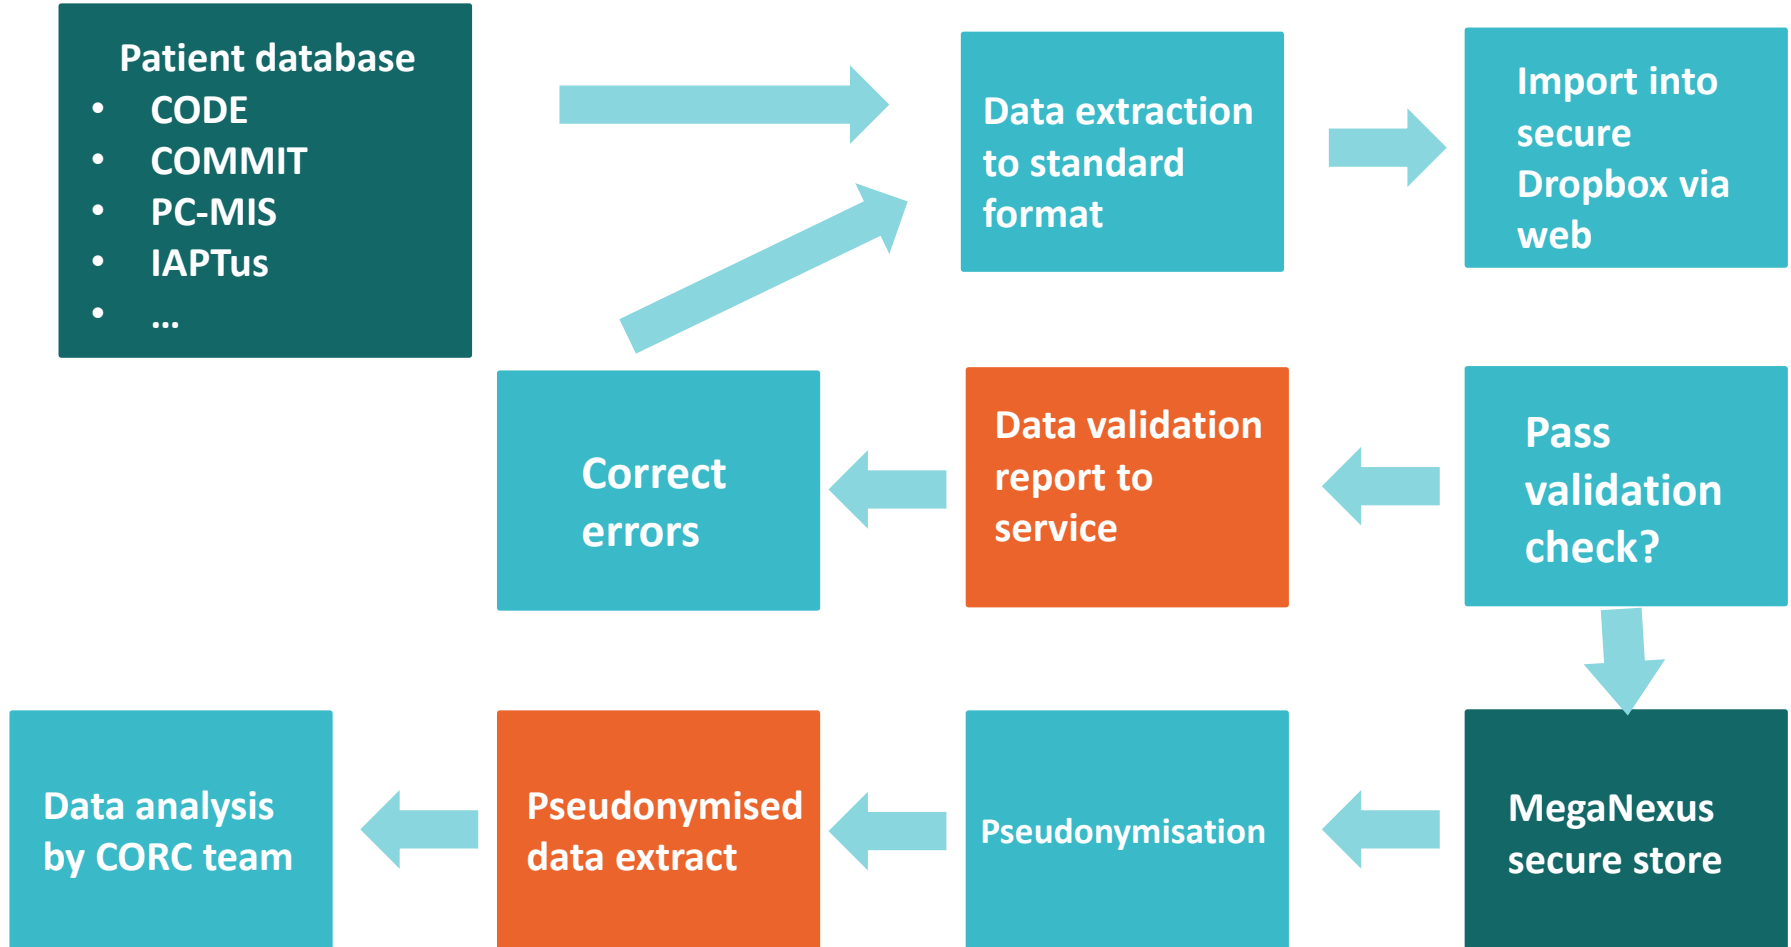 Patient database
• CODE
• COMMIT
• PC-MIS
• IAPTus
• ...
Data extraction
to standard
format
Import into
secure
Dropbox via
web
Correct
errors
Data validation
report to
service
Pass
validation
check?
Data analysis
by CORC team
Pseudonymised
data extract
Pseudonymisation
MegaNexus
secure store